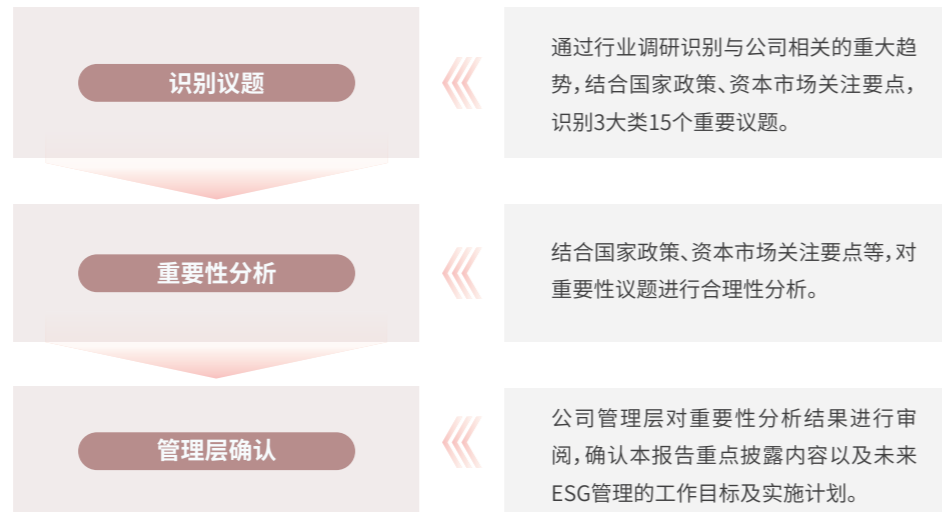 识别议题
通过行业调研识别与公司相关的重大趋
势，结合国家政策、资本市场关注要点，
识别3大类15个重要议题。
重要性分析
结合国家政策、资本市场关注要点等，对
重要性议题进行合理性分析。
管理层确认
公司管理层对重要性分析结果进行审
阅，确认本报告重点披露内容以及未来
ESG管理的工作目标及实施计划。